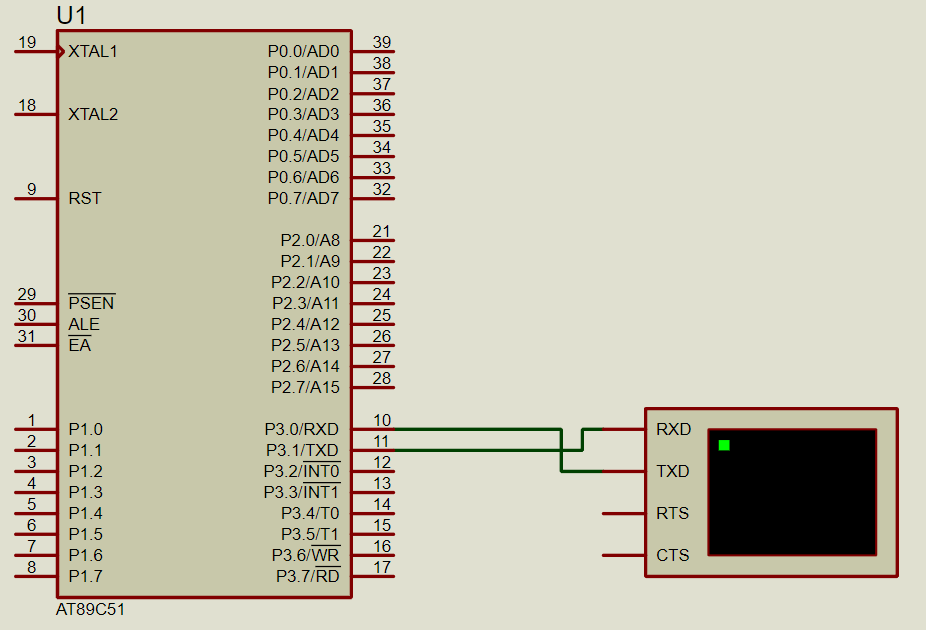 U1
19 XTAL1 P0.0/AD0 39
P0.1/AD1 38
P0.2/AD2 37
18 XTAL2 P0.3/AD3 36
P0.4/AD4 35
P0.5/AD5 34
P0.6/AD6 33
9 RST P0.7/AD7 32
P2.0/A8 21
P2.1/A9 22
P2.2/A10 23
29 PSEN P2.3/A11 24
30 ALE P2.4/A12 25
31 EA P2.5/A13 26
P2.6/A14 27
P2.7/A15 28
1 P1.0 P3.0/RXD 10 RXD
2 P1.1 P3.1/TXD 11
3 P1.2 P3.2/INT0 12 TXD
4 P1.3 P3.3/INT1 13
5 P1.4 P3.4/T0 14 RTS
6 P1.5 P3.5/T1 15
7 P1.6 P3.6/WR 16 CTS
8 P1.7 P3.7/RD 17
AT89C51